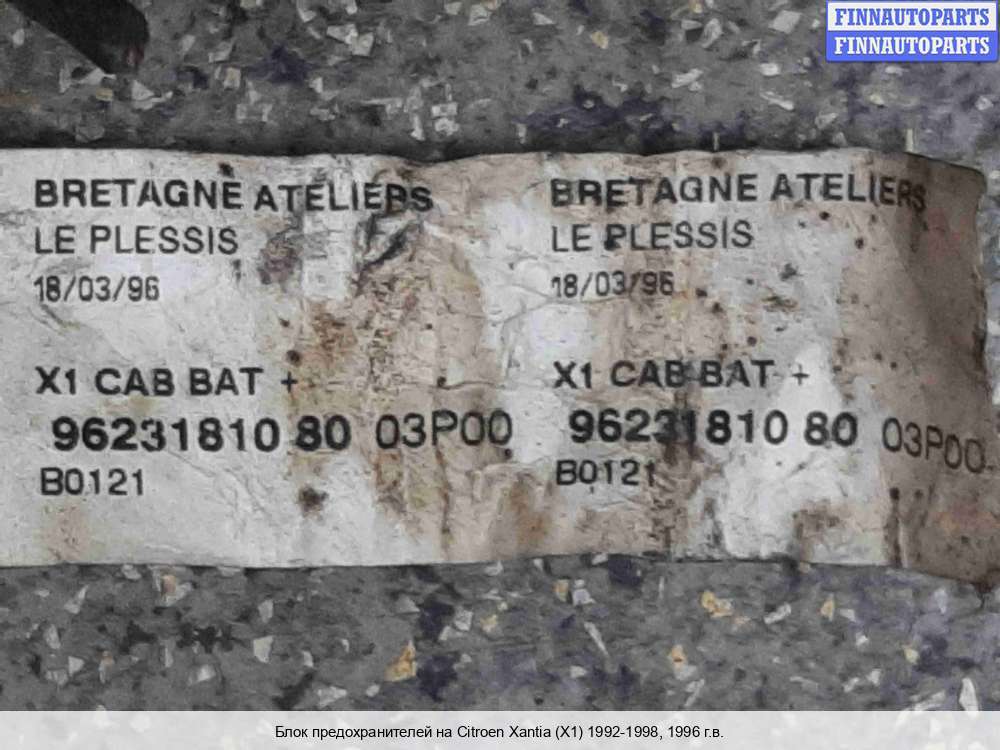 FINNAUTOPARTS
FINNAUTOPARTS
BRETAGNE ATELIERS
LE PLESSIS
18/03/96
X1 CAB BAT +
96231810 80 03P00
B0121
BRETAGNE ATELIERS
LE PLESSIS
18/03/96
X1 CAB BAT +
96231810 80 03P00
B0121
Блок предохранителей на Citroen Xantia (X1) 1992-1998, 1996 г.в.